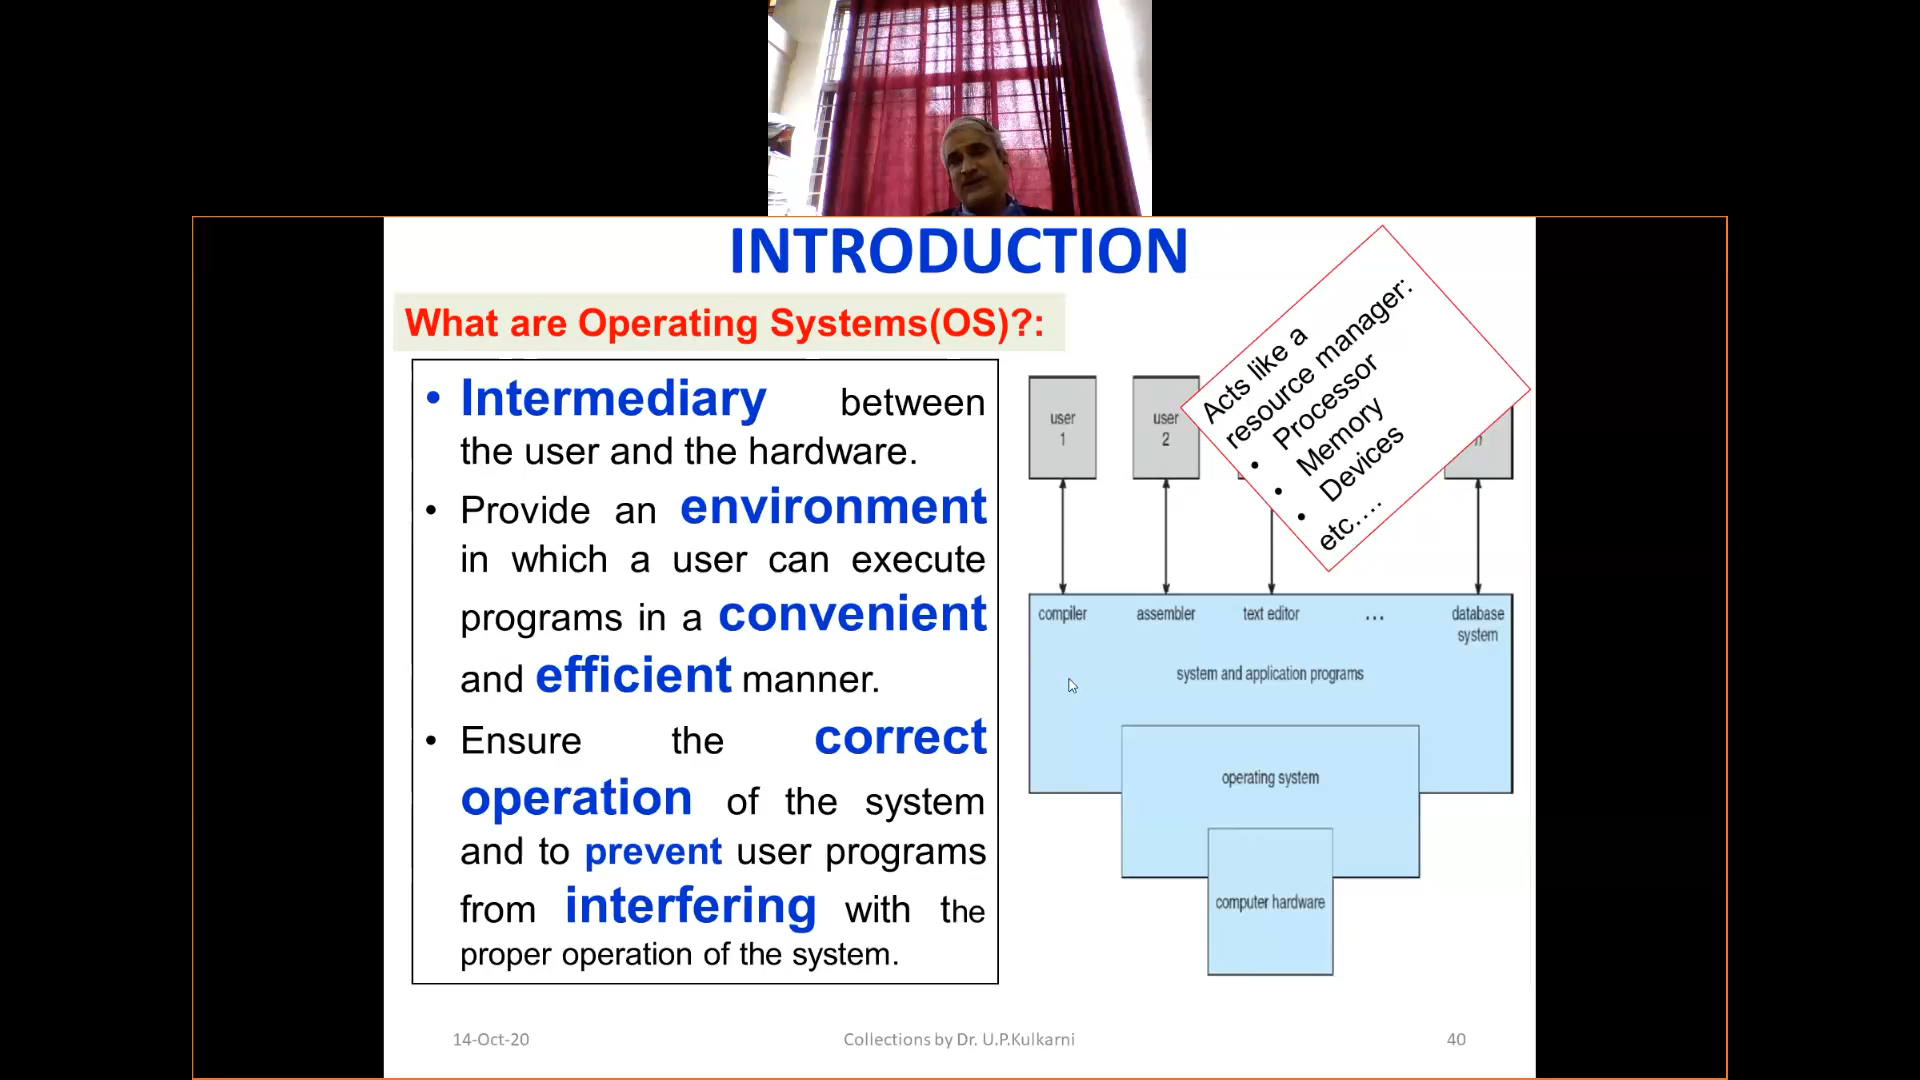 INTRODUCTION
What are Operating Systems(OS)?:
• Intermediary between
the user and the hardware.
• Provide an environment
in which a user can execute
programs in a convenient
and efficient manner.
• Ensure the correct
operation of the system
and to prevent user programs
from interfering with the
proper operation of the system.
Acts like a
resource manager:
• Processor
• Memory
• Devices
etc....
user
1
user
2
n
compiler
assembler
text editor
...
database
system
system and application programs
operating system
computer hardware
14-Oct-20
Collections by Dr. U.P.Kulkarni
40